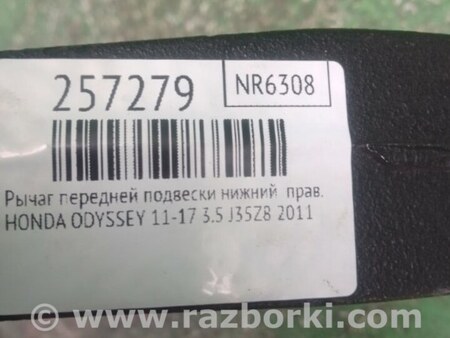 257279
NR6308
Рычаг передней подвески нижний прав.
HONDA ODYSSEY 11-17 3.5 J35Z8 2011
www.razborki.com